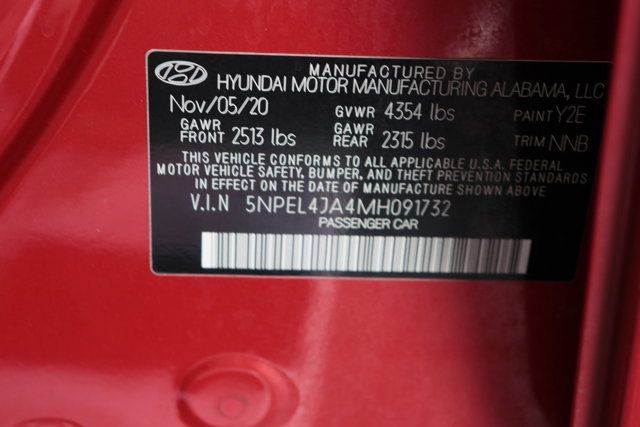 MANUFACTURED BY
HYUNDAI MOTOR MANUFACTURING ALABAMA, LLC
Nov/05/20 GVWR 4354 lbs PAINT Y2E
GAWR FRONT 2513 lbs GAWR REAR 2315 lbs TRIM NNB
THIS VEHICLE CONFORMS TO ALL APPLICABLE U.S.A. FEDERAL
MOTOR VEHICLE SAFETY, BUMPER, AND THEFT PREVENTION STANDARDS
IN EFFECT ON THE DATE OF MANUFACTURE SHOWN ABOVE
V.I.N 5NPEL4JA4MH091732
PASSENGER CAR